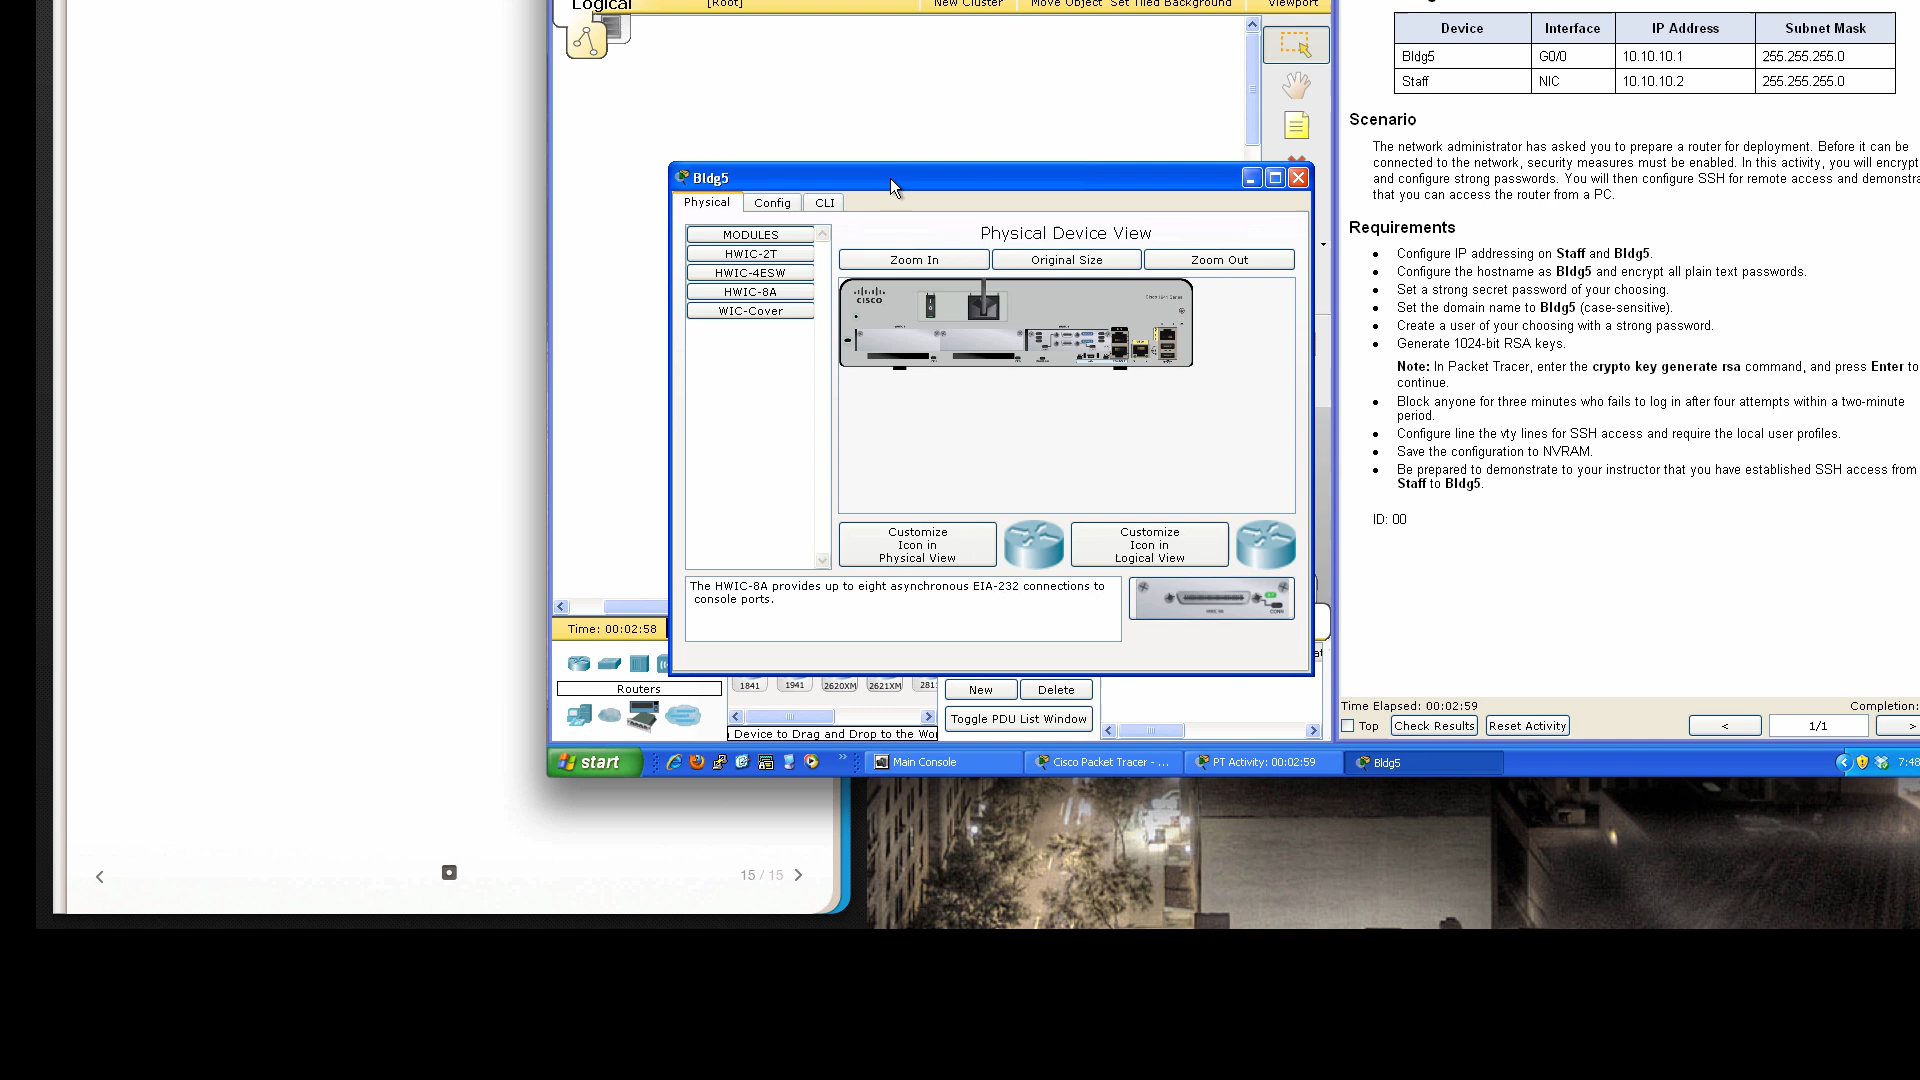 Logical
[Root]
New Cluster
Move Object
Set Tiled Background
Viewport
Bldg5
Physical
Config
CLI
MODULES
HWIC-2T
HWIC-4ESW
HWIC-8A
WIC-Cover
Physical Device View
Zoom In
Original Size
Zoom Out
CISCO
Customize
Icon in
Physical View
Customize
Icon in
Logical View
The HWIC-8A provides up to eight asynchronous EIA-232 connections to
console ports.
Time: 00:02:58
Routers
1841
1941
2620XM
2621XM
281
Device to Drag and Drop to the Wo
New
Delete
Toggle PDU List Window
Device Interface IP Address Subnet Mask
Bldg5 G0/0 10.10.10.1 255.255.255.0
Staff NIC 10.10.10.2 255.255.255.0
Scenario
The network administrator has asked you to prepare a router for deployment. Before it can be
connected to the network, security measures must be enabled. In this activity, you will encrypt
and configure strong passwords. You will then configure SSH for remote access and demonstra
that you can access the router from a PC.
Requirements
• Configure IP addressing on Staff and Bldg5.
• Configure the hostname as Bldg5 and encrypt all plain text passwords.
• Set a strong secret password of your choosing.
• Set the domain name to Bldg5 (case-sensitive).
• Create a user of your choosing with a strong password.
• Generate 1024-bit RSA keys.
Note: In Packet Tracer, enter the crypto key generate rsa command, and press Enter to
continue.
• Block anyone for three minutes who fails to log in after four attempts within a two-minute
period.
• Configure line the vty lines for SSH access and require the local user profiles.
• Save the configuration to NVRAM.
• Be prepared to demonstrate to your instructor that you have established SSH access from
Staff to Bldg5.
ID: 00
Time Elapsed: 00:02:59
Completion:
Top
Check Results
Reset Activity
<
1/1
>
start
Main Console
Cisco Packet Tracer - ...
PT Activity: 00:02:59
Bldg5
7:48
15 / 15